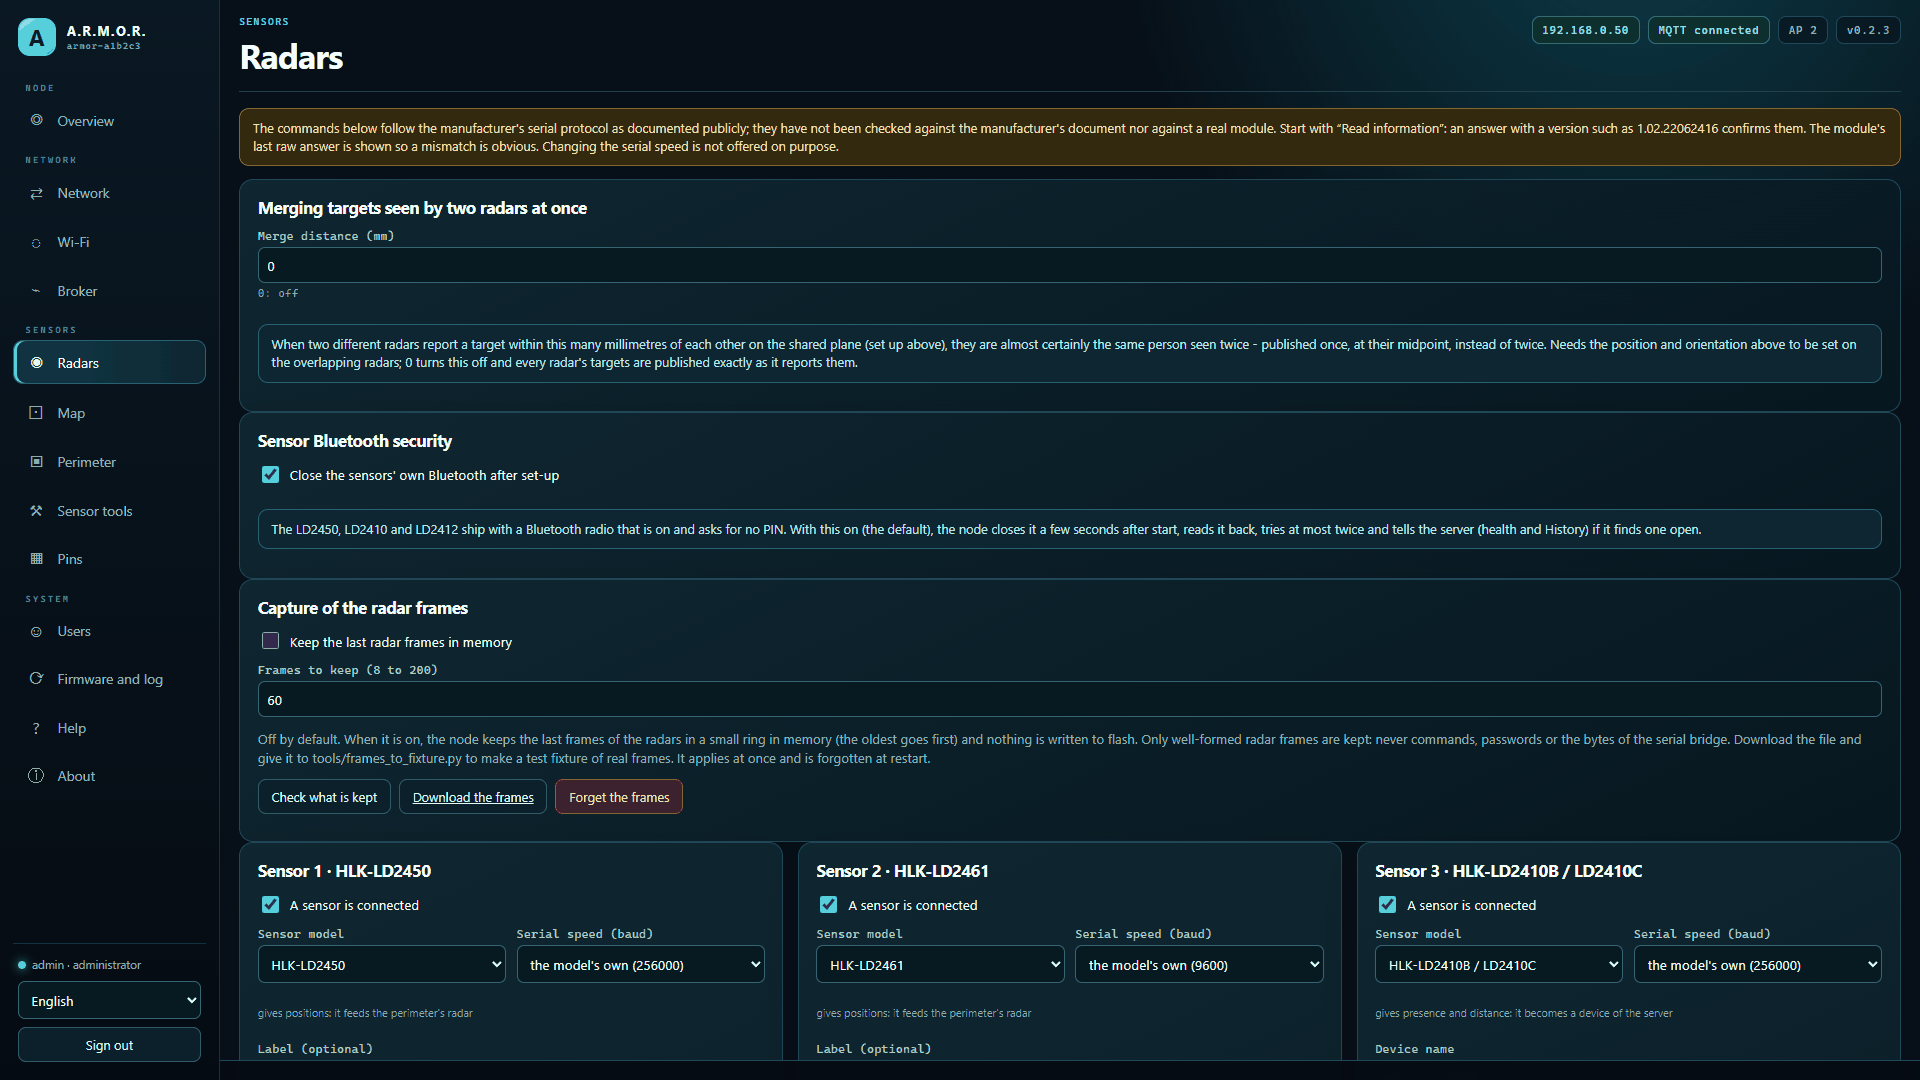 A
A.R.M.O.R.
armor-a1b2c3
NODE
Overview
NETWORK
Network
Wi-Fi
Broker
SENSORS
Radars
Map
Perimeter
Sensor tools
Pins
SYSTEM
Users
Firmware and log
? Help
About
admin · administrator
English
Sign out
SENSORS
Radars
192.168.0.50
MQTT connected
AP 2
v0.2.3
The commands below follow the manufacturer's serial protocol as documented publicly; they have not been checked against the manufacturer's document nor against a real module. Start with “Read information”: an answer with a version such as 1.02.22062416 confirms them. The module's
last raw answer is shown so a mismatch is obvious. Changing the serial speed is not offered on purpose.
Merging targets seen by two radars at once
Merge distance (mm)
0
0: off
When two different radars report a target within this many millimetres of each other on the shared plane (set up above), they are almost certainly the same person seen twice - published once, at their midpoint, instead of twice. Needs the position and orientation above to be set on
the overlapping radars; 0 turns this off and every radar's targets are published exactly as it reports them.
Sensor Bluetooth security
Close the sensors' own Bluetooth after set-up
The LD2450, LD2410 and LD2412 ship with a Bluetooth radio that is on and asks for no PIN. With this on (the default), the node closes it a few seconds after start, reads it back, tries at most twice and tells the server (health and History) if it finds one open.
Capture of the radar frames
Keep the last radar frames in memory
Frames to keep (8 to 200)
60
Off by default. When it is on, the node keeps the last frames of the radars in a small ring in memory (the oldest goes first) and nothing is written to flash. Only well-formed radar frames are kept: never commands, passwords or the bytes of the serial bridge. Download the file and
give it to tools/frames_to_fixture.py to make a test fixture of real frames. It applies at once and is forgotten at restart.
Check what is kept
Download the frames
Forget the frames
Sensor 1 · HLK-LD2450
A sensor is connected
Sensor model
Serial speed (baud)
HLK-LD2450
the model's own (256000)
gives positions: it feeds the perimeter's radar
Label (optional)
Sensor 2 · HLK-LD2461
A sensor is connected
Sensor model
Serial speed (baud)
HLK-LD2461
the model's own (9600)
gives positions: it feeds the perimeter's radar
Label (optional)
Sensor 3 · HLK-LD2410B / LD2410C
A sensor is connected
Sensor model
Serial speed (baud)
HLK-LD2410B / LD2410C
the model's own (256000)
gives presence and distance: it becomes a device of the server
Device name